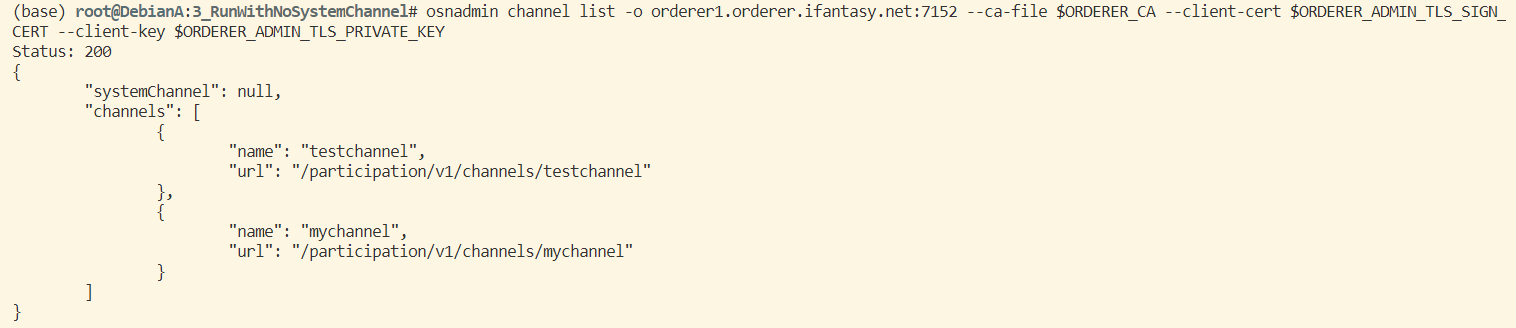 (base) root@DebianA:3_RunWithNoSystemChannel# osnadmin channel list -o orderer1.orderer.ifantasy.net:7152 --ca-file $ORDERER_CA --client-cert $ORDERER_ADMIN_TLS_SIGN_
CERT --client-key $ORDERER_ADMIN_TLS_PRIVATE_KEY
Status: 200
{
        "systemChannel": null,
        "channels": [
                {
                        "name": "testchannel",
                        "url": "/participation/v1/channels/testchannel"
                },
                {
                        "name": "mychannel",
                        "url": "/participation/v1/channels/mychannel"
                }
        ]
}